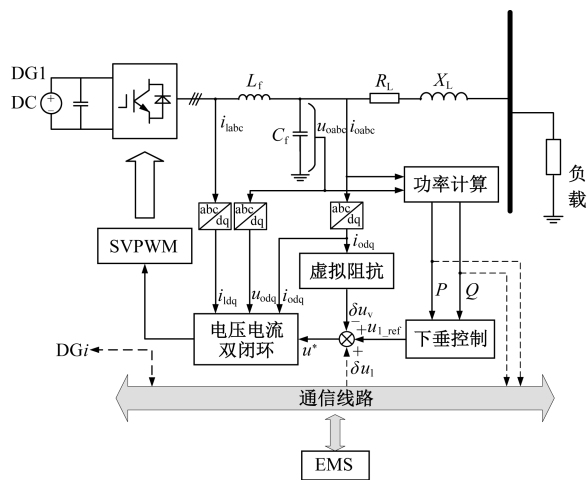 DG1
DC
L_f
R_L
X_L
i_labc
C_f
u_oabc
i_oabc
负载
功率计算
abc/dq
abc/dq
abc/dq
i_odq
SVPWM
虚拟阻抗
P
Q
i_ldq
u_odq
i_odq
δu_v
电压电流双闭环
u*
−
+
u_1_ref
下垂控制
+
δu_1
DGi
通信线路
EMS